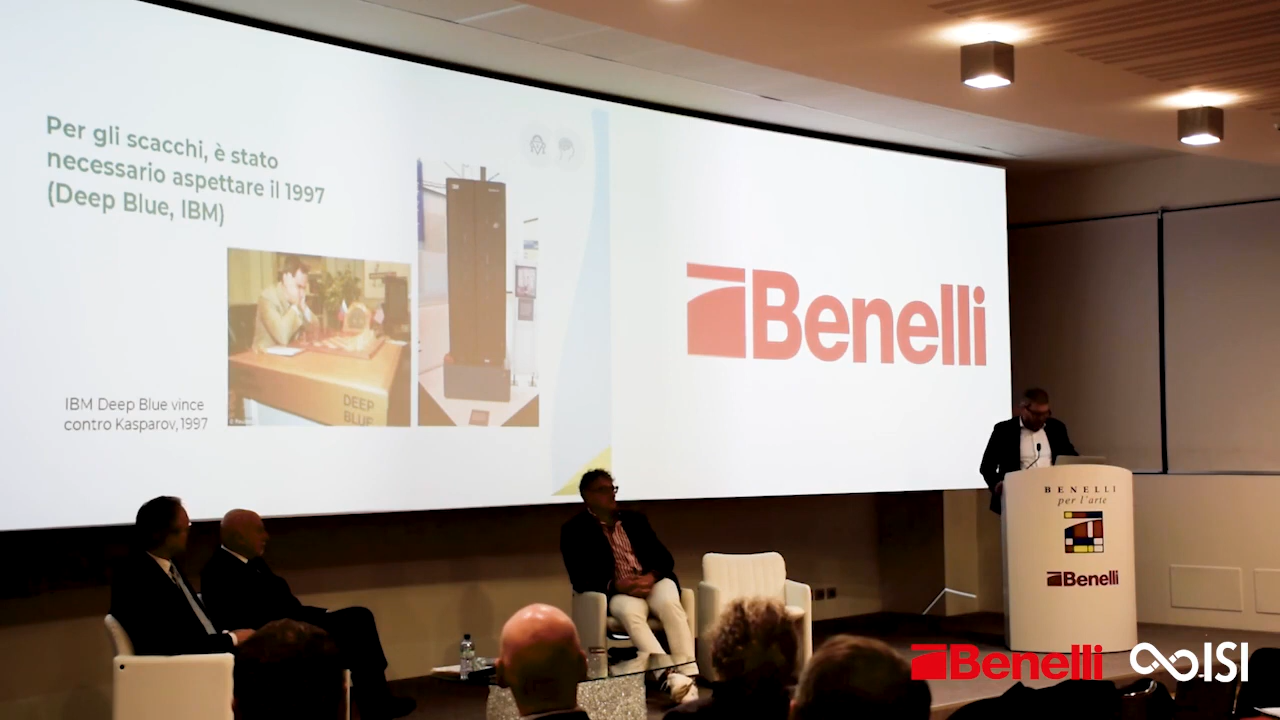 Per gli scacchi, è stato
necessario aspettare il 1997
(Deep Blue, IBM)
IBM Deep Blue vince
contro Kasparov, 1997
DEEP
BLUE
Benelli
BENELLI
per l'arte
Benelli
Benelli
ISI